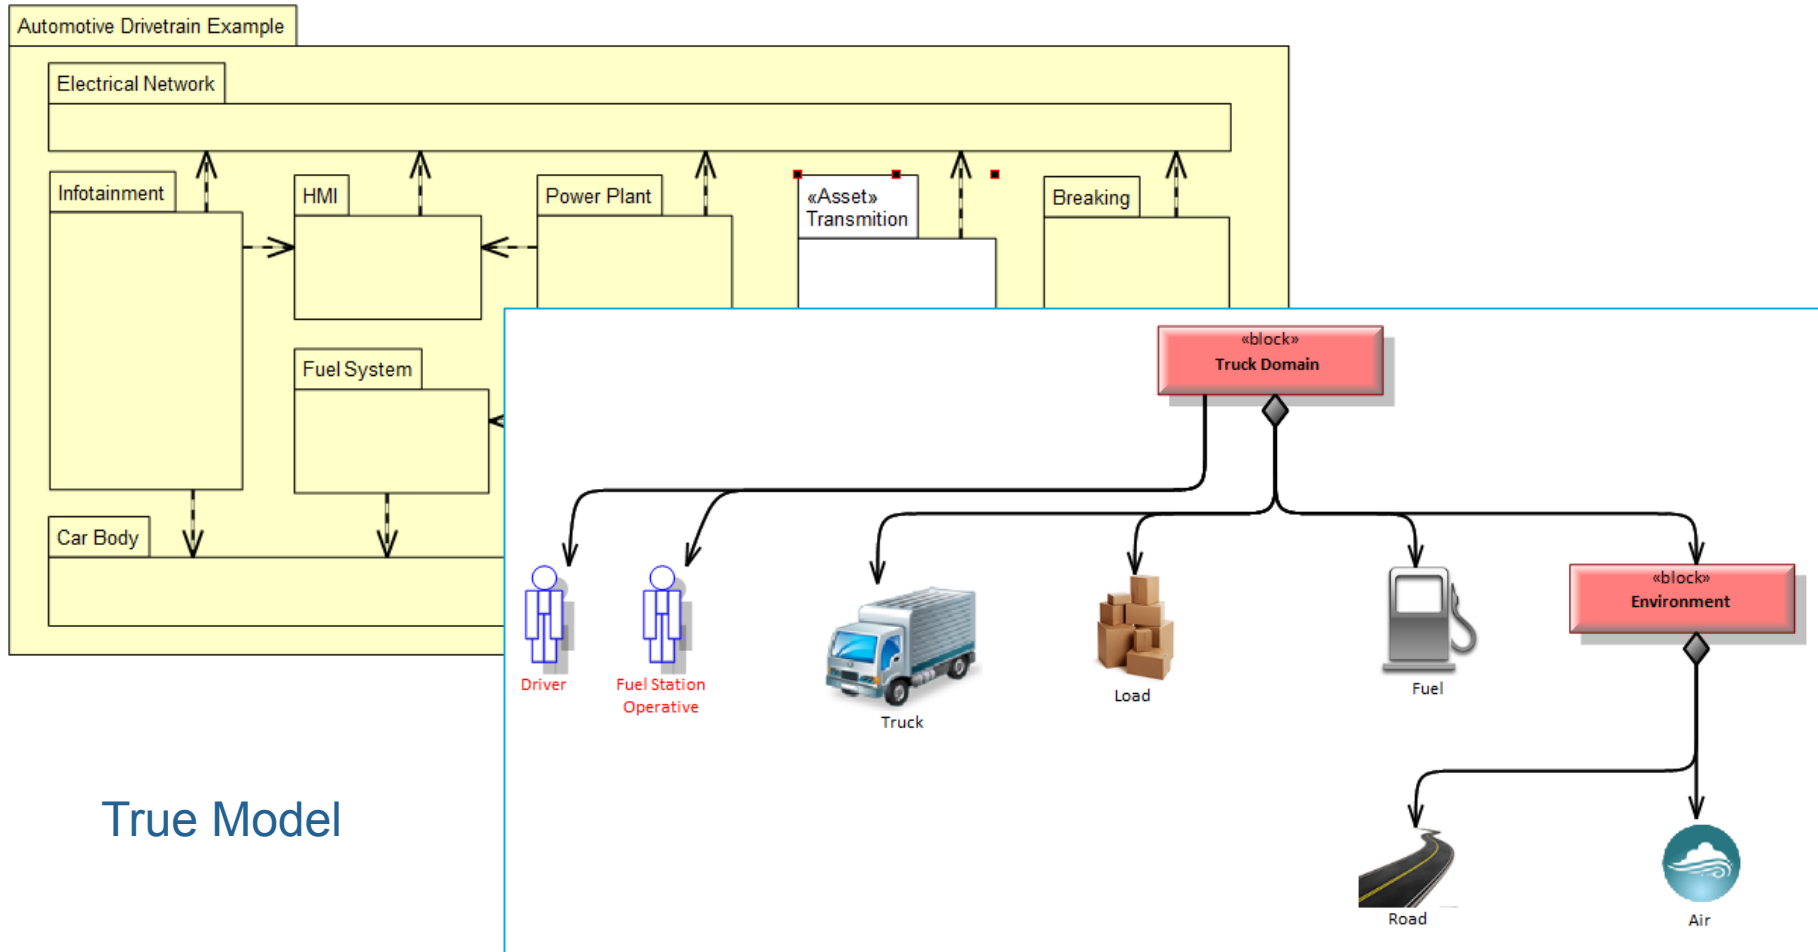 Automotive Drivetrain Example
Electrical Network
Infotainment
HMI
Power Plant
«Asset»
Transmition
Breaking
Fuel System
Car Body
«block»
Truck Domain
Driver
Fuel Station
Operative
Truck
Load
Fuel
«block»
Environment
Road
Air
True Model